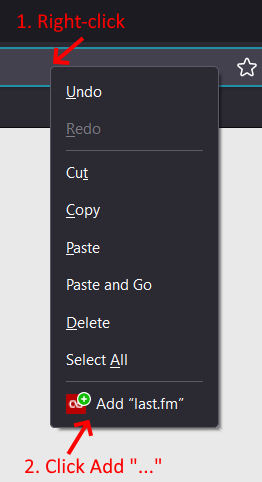 1. Right-click
Undo
Redo
Cut
Copy
Paste
Paste and Go
Delete
Select All
Add “last.fm”
2. Click Add "..."